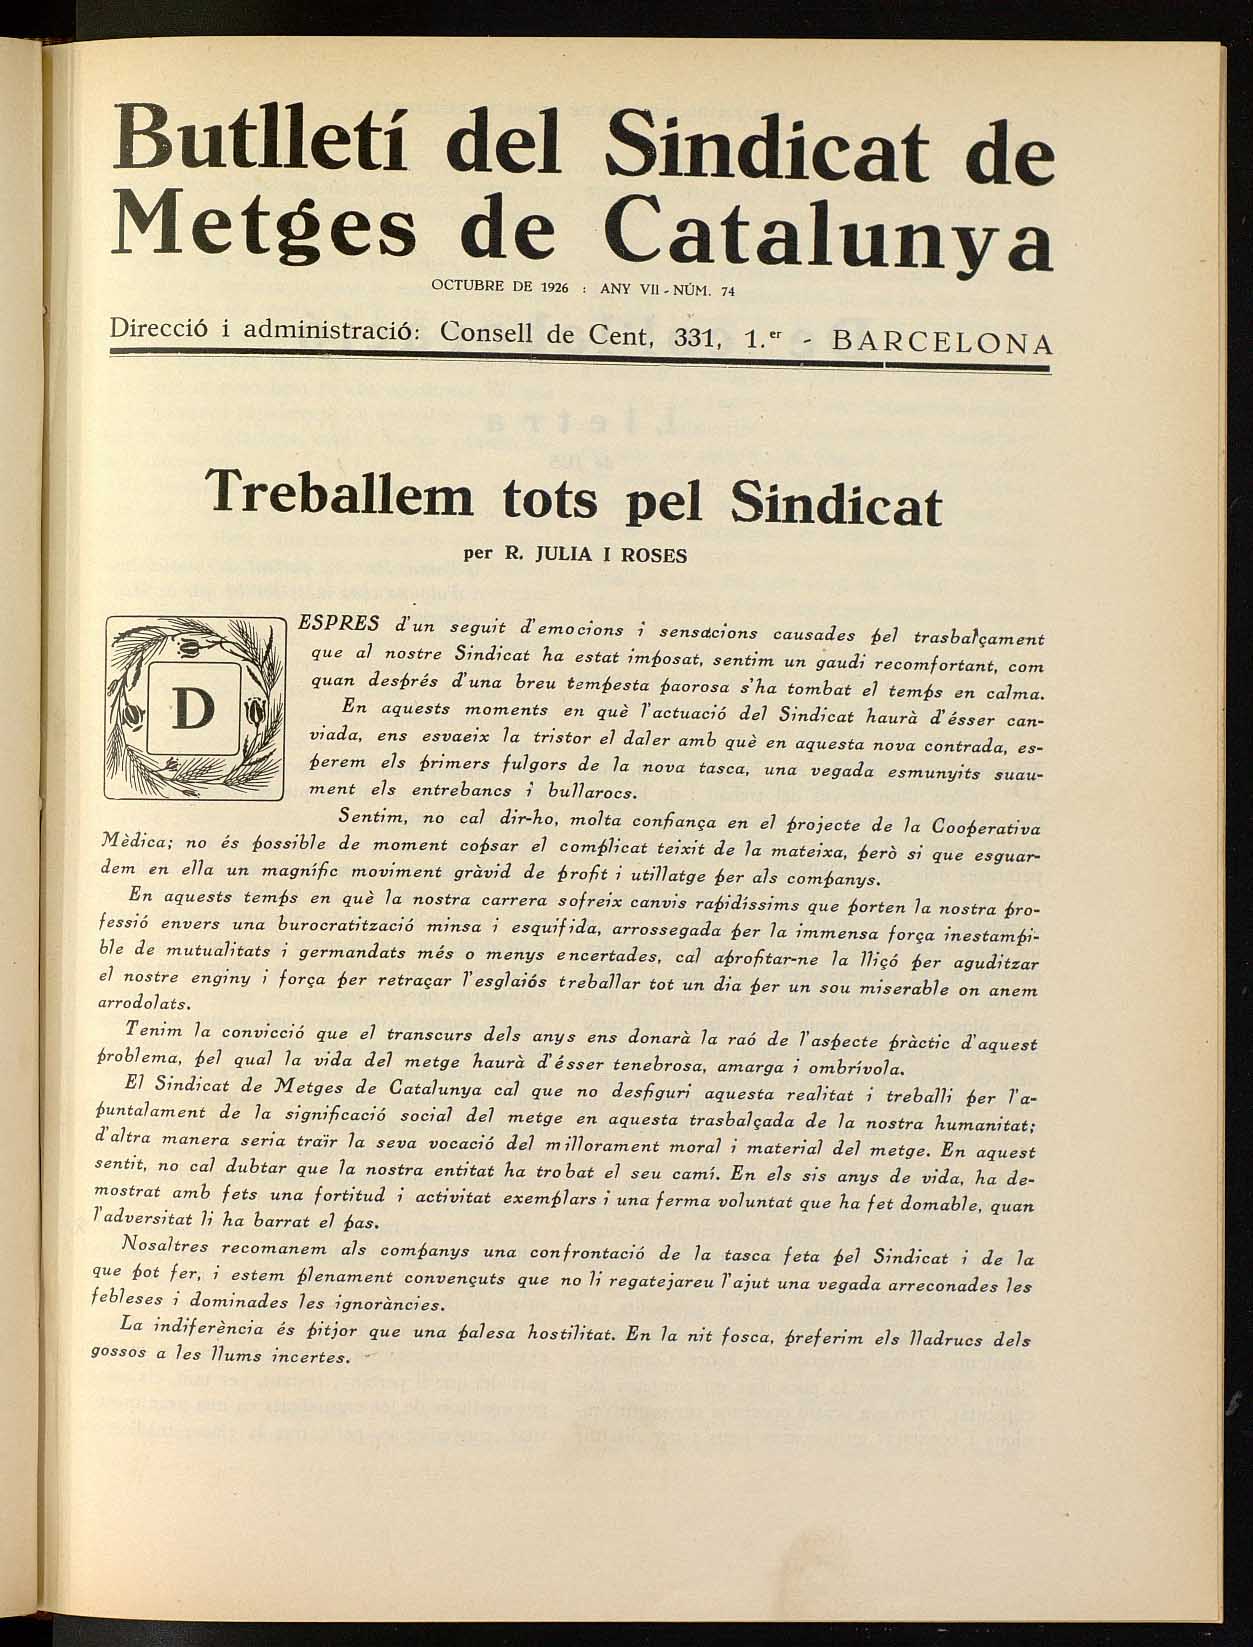 Butlletí del Sindicat de
Metges de Catalunya
OCTUBRE DE 1926 : ANY VII - NÚM. 74
Direcció i administració: Consell de Cent, 331, 1.er - BARCELONA
Treballem tots pel Sindicat
per R. JULIA I ROSES
DESPRES d'un seguit d'emocions i sensacions causades pel trasbalçament
que al nostre Sindicat ha estat imposat, sentim un gaudi recomfortant, com
quan després d'una breu tempesta paorosa s'ha tombat el temps en calma.
En aquests moments en què l'actuació del Sindicat haurà d'ésser can-
viada, ens esvaeix la tristor el daler amb què en aquesta nova contrada, es-
perem els primers fulgors de la nova tasca, una vegada esmunyits suau-
ment els entrebancs i bullarocs.
Sentim, no cal dir-ho, molta confiança en el projecte de la Cooperativa
Mèdica; no és possible de moment copsar el complicat teixit de la mateixa, però si que esguar-
dem en ella un magnífic moviment gràvid de profit i utillatge per als companys.
En aquests temps en què la nostra carrera sofreix canvis rapidíssims que porten la nostra pro-
fessió envers una burocratització minsa i esquifida, arrossegada per la immensa força inestampi-
ble de mutualitats i germandats més o menys encertades, cal aprofitar-ne la lliçó per aguditzar
el nostre enginy i força per retraçar l'esglaiós treballar tot un dia per un sou miserable on anem
arrodolats.
Tenim la convicció que el transcurs dels anys ens donarà la raó de l'aspecte pràctic d'aquest
problema, pel qual la vida del metge haurà d'ésser tenebrosa, amarga i ombrívola.
El Sindicat de Metges de Catalunya cal que no desfiguri aquesta realitat i treballi per l'a-
puntalament de la significació social del metge en aquesta trasbalçada de la nostra humanitat;
d'altra manera seria traïr la seva vocació del millorament moral i material del metge. En aquest
sentit, no cal dubtar que la nostra entitat ha trobat el seu camí. En els sis anys de vida, ha de-
mostrat amb fets una fortitud i activitat exemplars i una ferma voluntat que ha fet domable, quan
l'adversitat li ha barrat el pas.
Nosaltres recomanem als companys una confrontació de la tasca feta pel Sindicat i de la
que pot fer, i estem plenament convençuts que no li regatejareu l'ajut una vegada arreconades les
febleses i dominades les ignoràncies.
La indiferència és pitjor que una palesa hostilitat. En la nit fosca, preferim els lladrucs dels
gossos a les llums incertes.